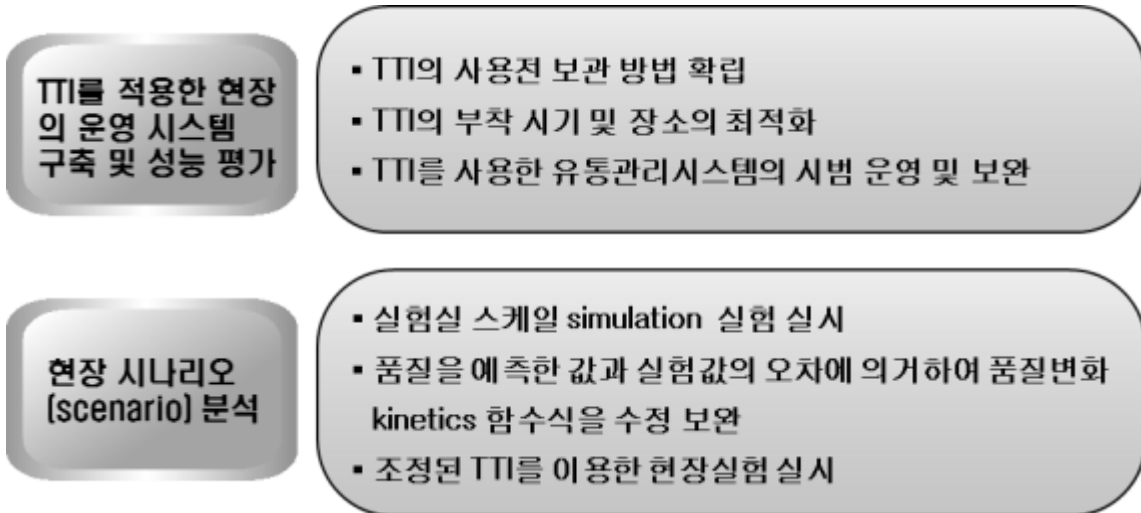 TTI를 적용한 현장
의 운영 시스템
구축 및 성능 평가
▪ TTI의 사용전 보관 방법 확립
▪ TTI의 부착 시기 및 장소의 최적화
▪ TTI를 사용한 유통관리시스템의 시범 운영 및 보완
현장 시나리오
(scenario) 분석
▪ 실험실 스케일 simulation 실험 실시
▪ 품질을 예측한 값과 실험값의 오차에 의거하여 품질변화
kinetics 함수식을 수정 보완
▪ 조정된 TTI를 이용한 현장실험 실시